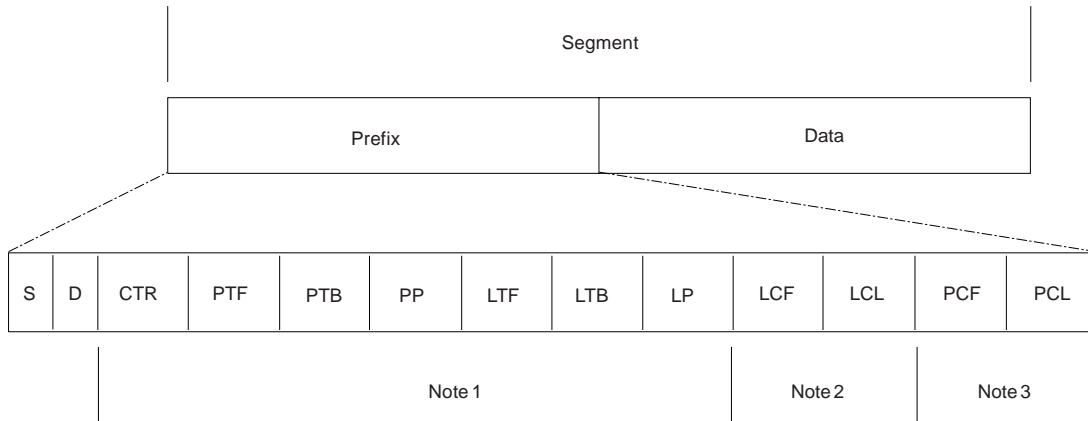 Segment
Prefix Data
S D CTR PTF PTB PP LTF LTB LP LCF LCL PCF PCL
Note 1 Note 2 Note 3